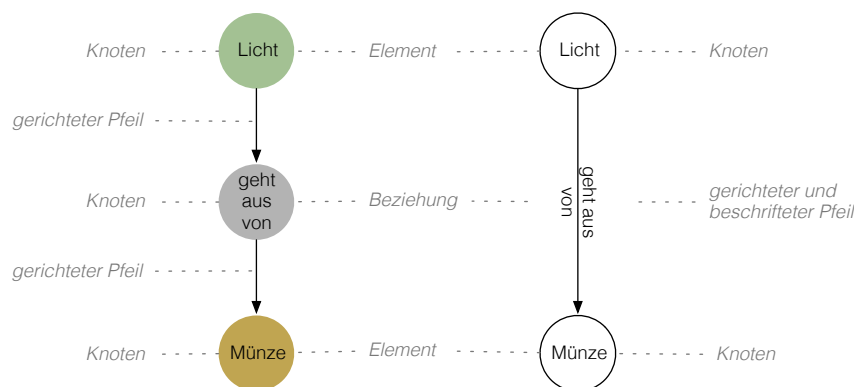 Knoten Licht Element Licht Knoten
gerichteter Pfeil
Knoten geht aus von Beziehung geht aus von gerichteter und beschrifteter Pfeil
gerichteter Pfeil
Knoten Münze Element Münze Knoten